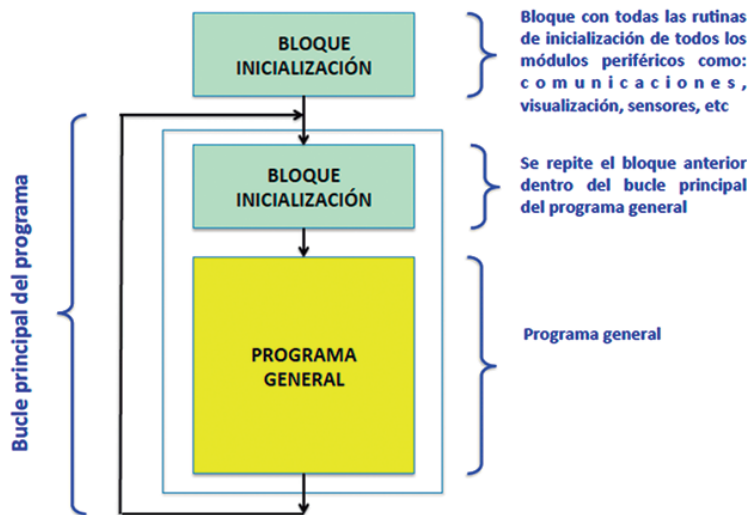 BLOQUE
INICIALIZACIÓN
Bloque con todas las rutinas
de inicialización de todos los
módulos periféricos como:
comunicaciones,
visualización, sensores, etc
BLOQUE
INICIALIZACIÓN
Se repite el bloque anterior
dentro del bucle principal
del programa general
Bucle principal del programa
PROGRAMA
GENERAL
Programa general